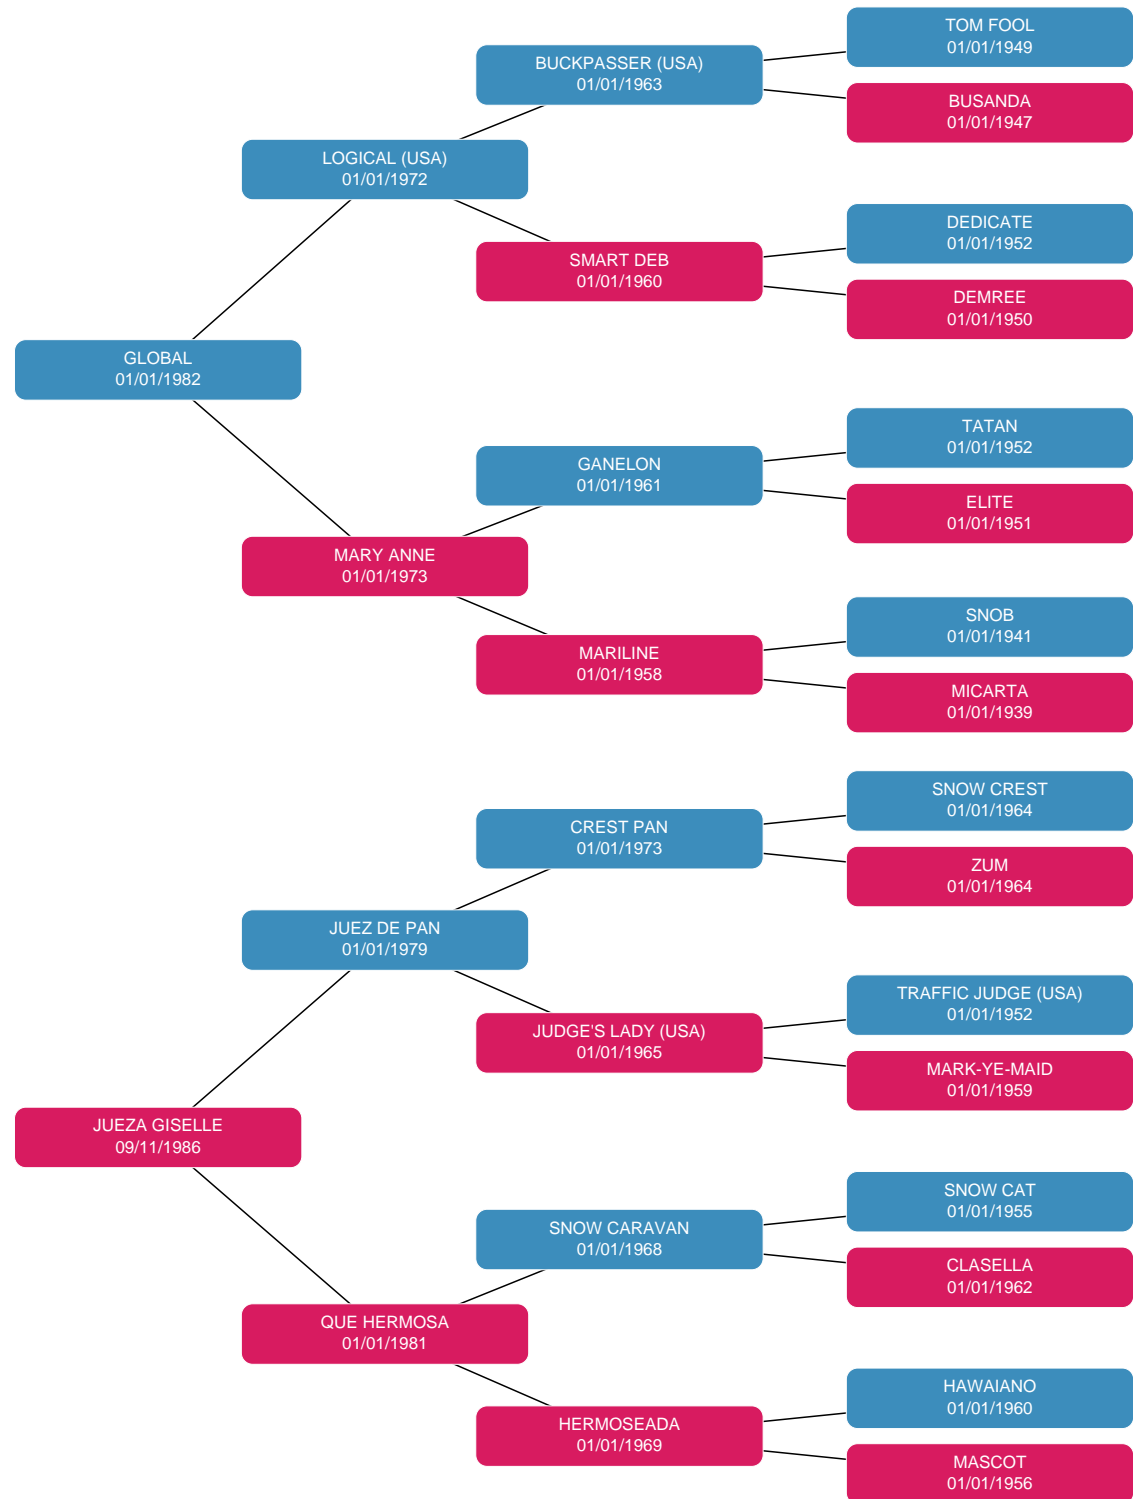 TOM FOOL
01/01/1949
BUCKPASSER (USA)
01/01/1963
BUSANDA
01/01/1947
LOGICAL (USA)
01/01/1972
DEDICATE
01/01/1952
SMART DEB
01/01/1960
DEMREE
01/01/1950
GLOBAL
01/01/1982
TATAN
01/01/1952
GANELON
01/01/1961
ELITE
01/01/1951
MARY ANNE
01/01/1973
SNOB
01/01/1941
MARILINE
01/01/1958
MICARTA
01/01/1939
SNOW CREST
01/01/1964
CREST PAN
01/01/1973
ZUM
01/01/1964
JUEZ DE PAN
01/01/1979
TRAFFIC JUDGE (USA)
01/01/1952
JUDGE'S LADY (USA)
01/01/1965
MARK-YE-MAID
01/01/1959
JUEZA GISELLE
09/11/1986
SNOW CAT
01/01/1955
SNOW CARAVAN
01/01/1968
CLASELLA
01/01/1962
QUE HERMOSA
01/01/1981
HAWAIANO
01/01/1960
HERMOSEADA
01/01/1969
MASCOT
01/01/1956